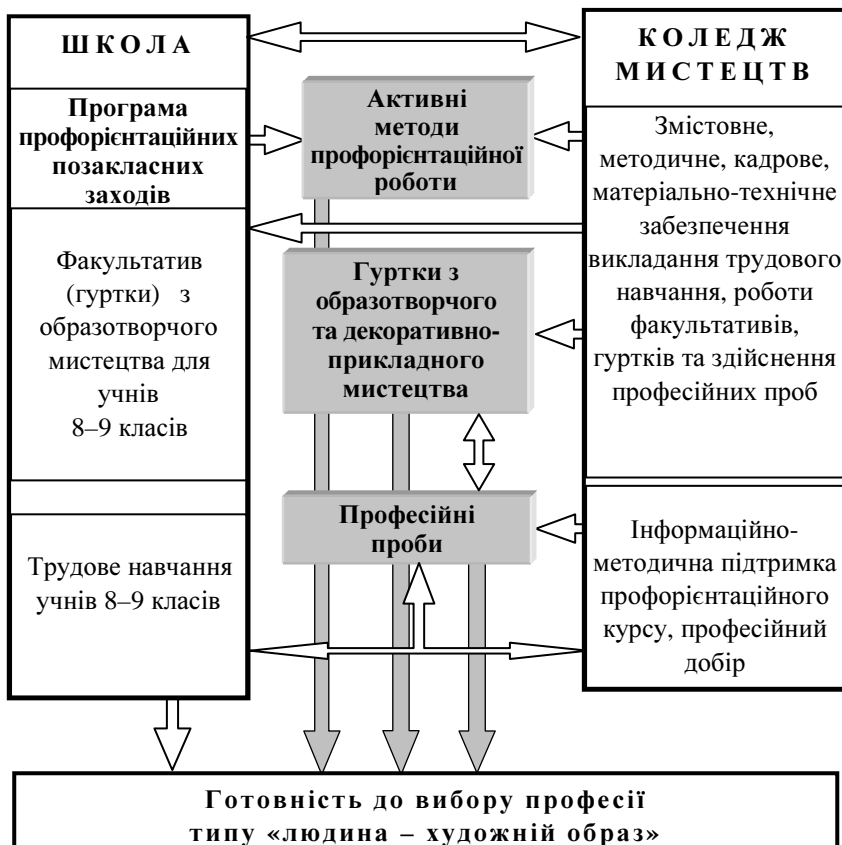 ШКОЛА
Програма
профорієнтаційних
позакласних
заходів
Факультатив
(гуртки) з
образотворчого
мистецтва для
учнів
8–9 класів
Трудове навчання
учнів 8–9 класів
Активні
методи
профорієнтаційної
роботи
Гуртки з
образотворчого
та декоративно-
прикладного
мистецтва
Професійні
проби
КОЛЕДЖ
МИСТЕЦТВ
Змістовне,
методичне, кадрове,
матеріально-технічне
забезпечення
викладання трудового
навчання, роботи
факультативів,
гуртків та здійснення
професійних проб
Інформаційно-
методична підтримка
профорієнтаційного
курсу, професійний
добір
Готовність до вибору професії
типу «людина – художній образ»